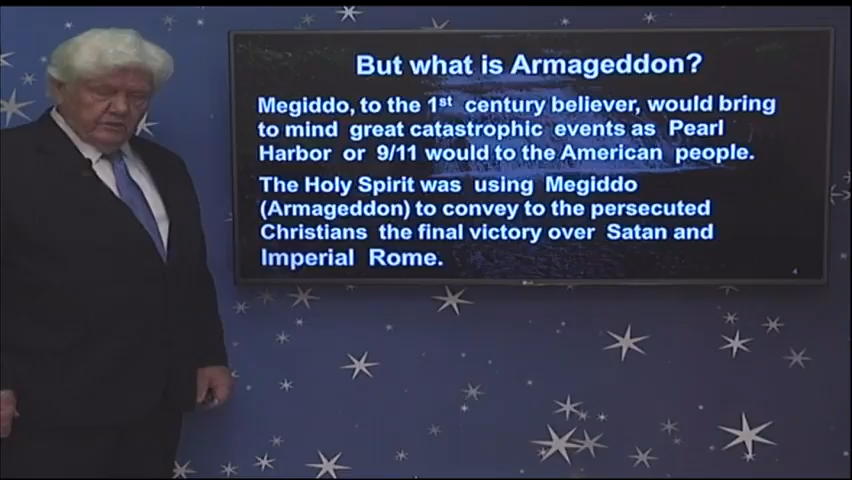 But what is Armageddon?
Megiddo, to the 1st century believer, would bring
to mind great catastrophic events as Pearl
Harbor or 9/11 would to the American people.
The Holy Spirit was using Megiddo
(Armageddon) to convey to the persecuted
Christians the final victory over Satan and
Imperial Rome.
4
LG